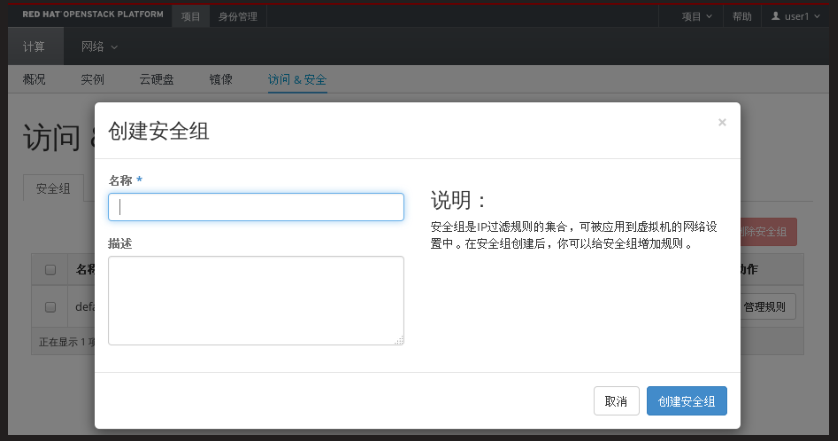 RED HAT OPENSTACK PLATFORM 项目 身份管理 项目 帮助 user1
计算 网络
概况 实例 云硬盘 镜像 访问 & 安全
创建安全组 ×
访问 &
名称 *
安全组
说明：
安全组是IP过滤规则的集合，可被应用到虚拟机的网络设
置中。在安全组创建后，你可以给安全组增加规则。
描述
除安全组
名称 动作
defa 管理规则
正在显示 1 项
取消 创建安全组